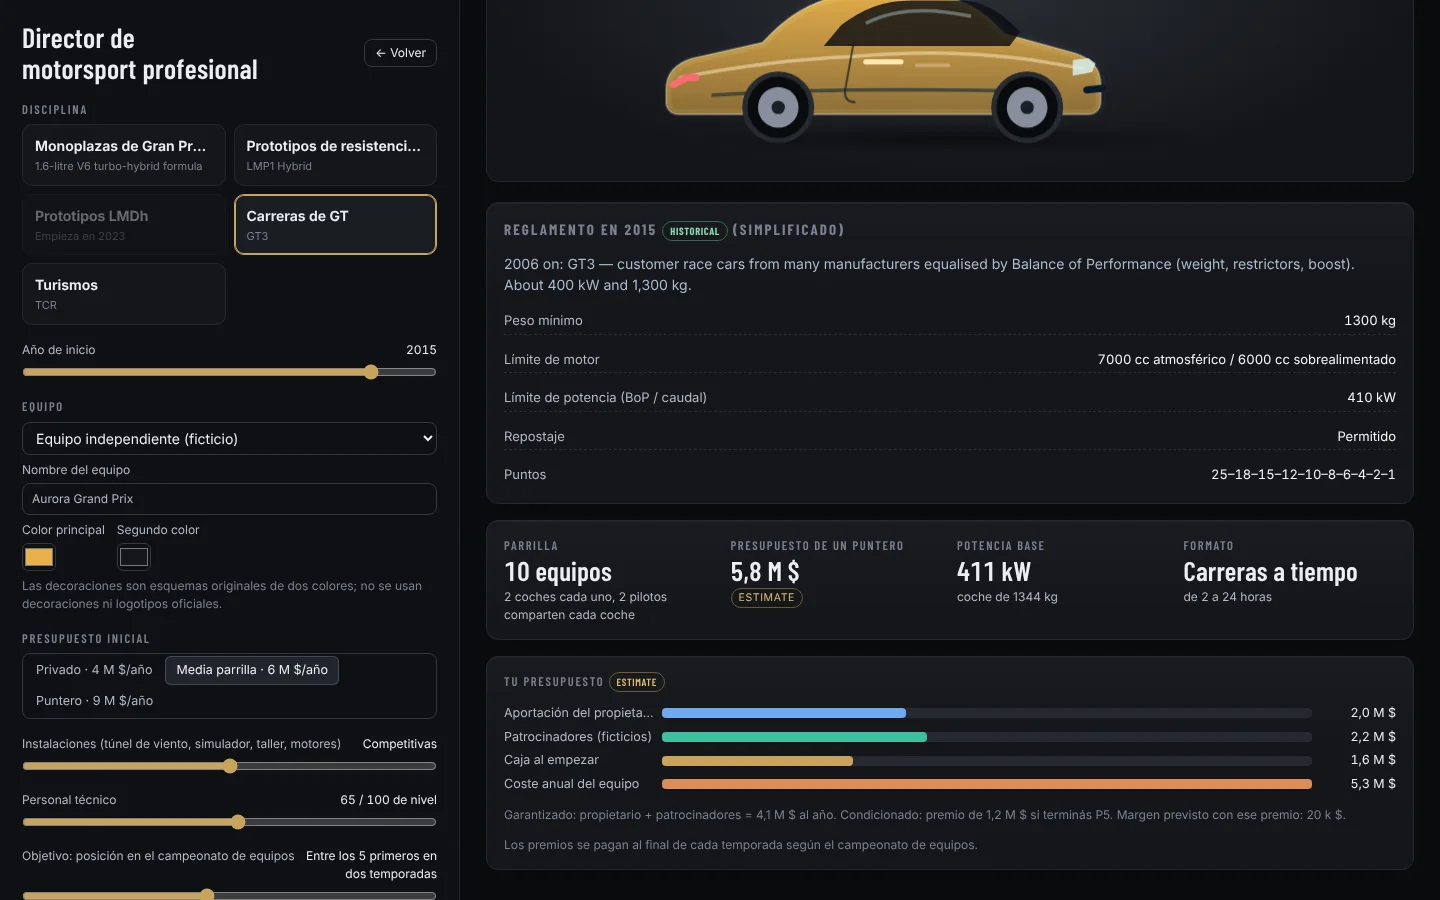 Director de
motorsport profesional
← Volver
DISCIPLINA
Monoplazas de Gran Pr...
1.6-litre V6 turbo-hybrid formula
Prototipos de resistenci...
LMP1 Hybrid
Prototipos LMDh
Empieza en 2023
Carreras de GT
GT3
Turismos
TCR
Año de inicio 2015
EQUIPO
Equipo independiente (ficticio)
Nombre del equipo
Aurora Grand Prix
Color principal Segundo color
Las decoraciones son esquemas originales de dos colores; no se usan
decoraciones ni logotipos oficiales.
PRESUPUESTO INICIAL
Privado · 4 M $/año Media parrilla · 6 M $/año
Puntero · 9 M $/año
Instalaciones (túnel de viento, simulador, taller, motores) Competitivas
Personal técnico 65 / 100 de nivel
Objetivo: posición en el campeonato de equipos Entre los 5 primeros en
dos temporadas
REGLAMENTO EN 2015 HISTORICAL (SIMPLIFICADO)
2006 on: GT3 — customer race cars from many manufacturers equalised by Balance of Performance (weight, restrictors, boost).
About 400 kW and 1,300 kg.
Peso mínimo 1300 kg
Límite de motor 7000 cc atmosférico / 6000 cc sobrealimentado
Límite de potencia (BoP / caudal) 410 kW
Repostaje Permitido
Puntos 25–18–15–12–10–8–6–4–2–1
PARRILLA
10 equipos
2 coches cada uno, 2 pilotos
comparten cada coche
PRESUPUESTO DE UN PUNTERO
5,8 M $
ESTIMATE
POTENCIA BASE
411 kW
coche de 1344 kg
FORMATO
Carreras a tiempo
de 2 a 24 horas
TU PRESUPUESTO ESTIMATE
Aportación del propieta... 2,0 M $
Patrocinadores (ficticios) 2,2 M $
Caja al empezar 1,6 M $
Coste anual del equipo 5,3 M $
Garantizado: propietario + patrocinadores = 4,1 M $ al año. Condicionado: premio de 1,2 M $ si terminás P5. Margen previsto con ese premio: 20 k $.
Los premios se pagan al final de cada temporada según el campeonato de equipos.